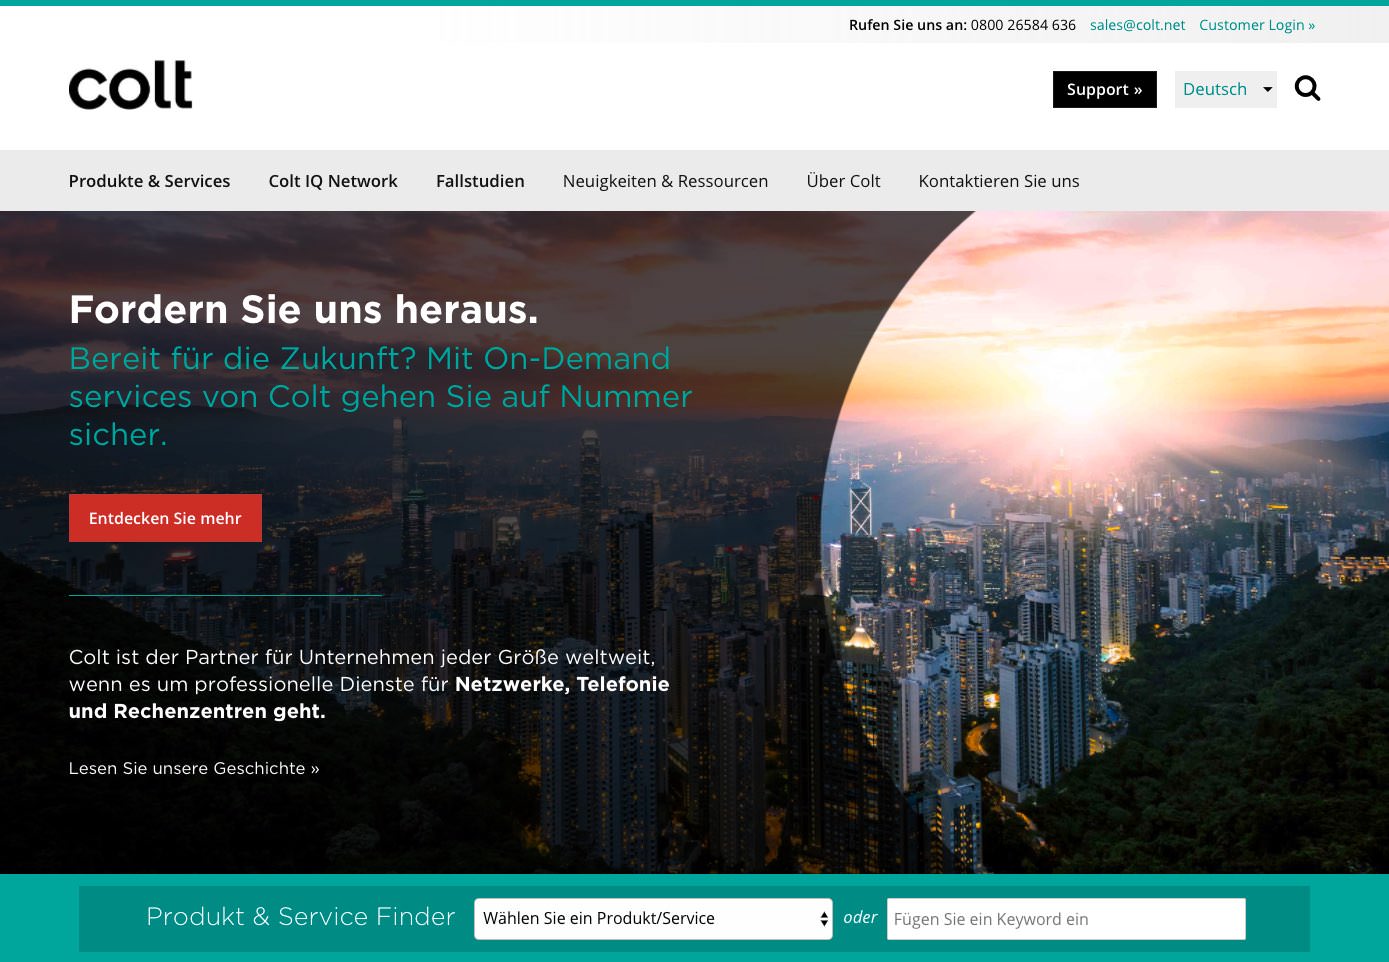 Rufen Sie uns an: 0800 26584 636 sales@colt.net Customer Login »
colt
Support »
Deutsch
Produkte & Services
Colt IQ Network
Fallstudien
Neuigkeiten & Ressourcen
Über Colt
Kontaktieren Sie uns
Fordern Sie uns heraus.
Bereit für die Zukunft? Mit On-Demand
services von Colt gehen Sie auf Nummer
sicher.
Entdecken Sie mehr
Colt ist der Partner für Unternehmen jeder Größe weltweit,
wenn es um professionelle Dienste für Netzwerke, Telefonie
und Rechenzentren geht.
Lesen Sie unsere Geschichte »
Produkt & Service Finder
Wählen Sie ein Produkt/Service
oder
Fügen Sie ein Keyword ein